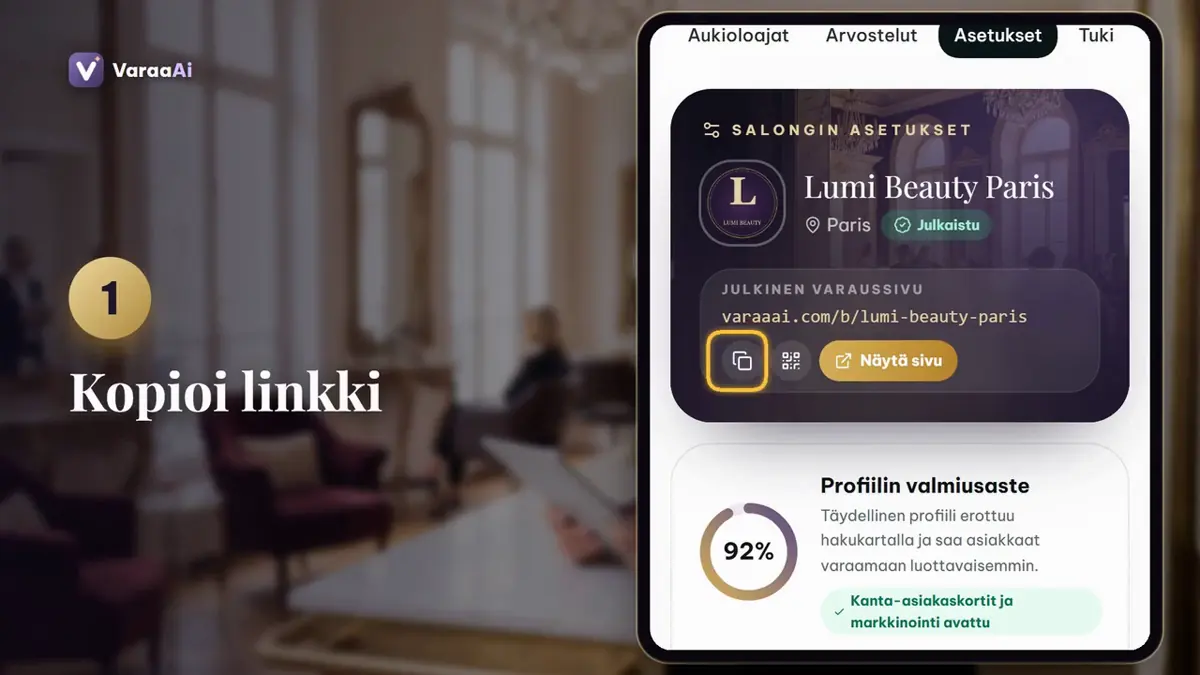 VaraaAi
1
Kopioi linkki
Aukioloajat Arvostelut Asetukset Tuki
SALONGIN ASETUKSET
L
LUMI BEAUTY
Lumi Beauty Paris
Paris Julkaistu
JULKINEN VARAUSSIVU
varaaai.com/b/lumi-beauty-paris
Näytä sivu
Profiilin valmiusaste
92%
Täydellinen profiili erottuu
hakukartalla ja saa asiakkaat
varaamaan luottavaisemmin.
Kanta-asiakaskortit ja
markkinointi avattu